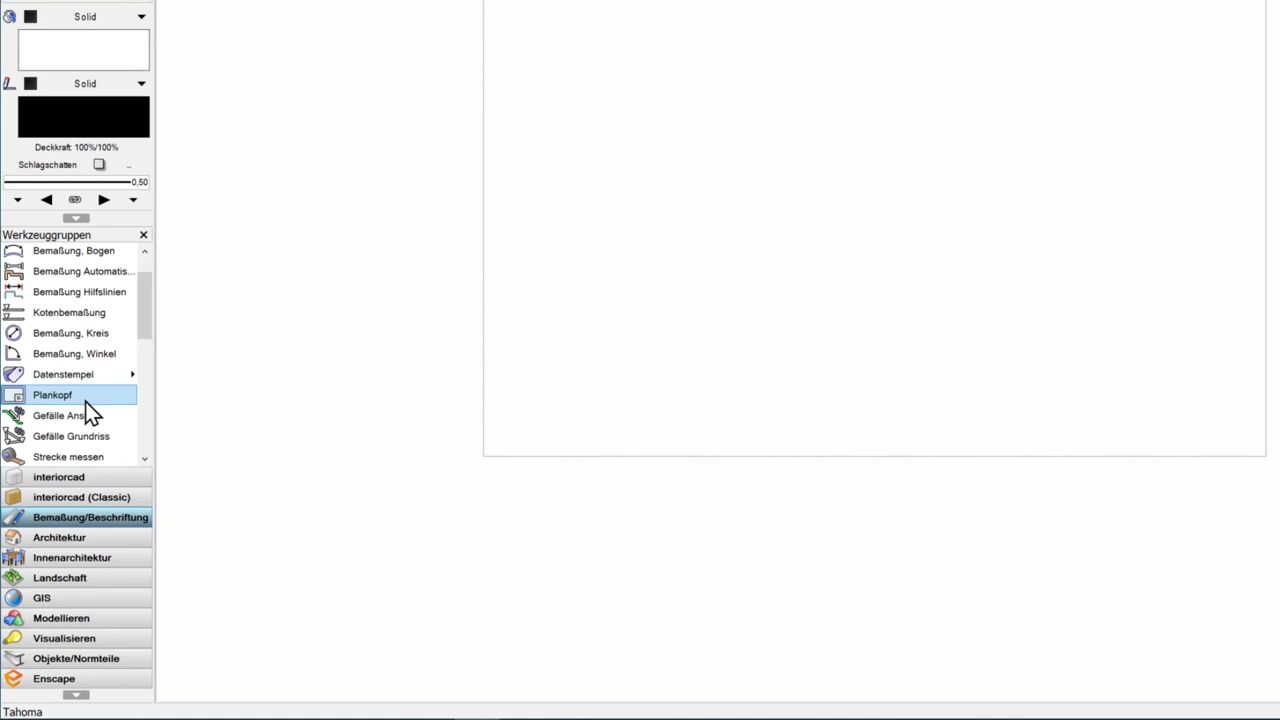 Solid
Solid
Deckkraft: 100%/100%
Schlagschatten
0,50
Werkzeuggruppen
Bemaßung, Bogen
Bemaßung Automatis...
Bemaßung Hilfslinien
Kotenbemaßung
Bemaßung, Kreis
Bemaßung, Winkel
Datenstempel
Plankopf
Gefälle Ans
Gefälle Grundriss
Strecke messen
interiorcad
interiorcad (Classic)
Bemaßung/Beschriftung
Architektur
Innenarchitektur
Landschaft
GIS
Modellieren
Visualisieren
Objekte/Normteile
Enscape
Tahoma